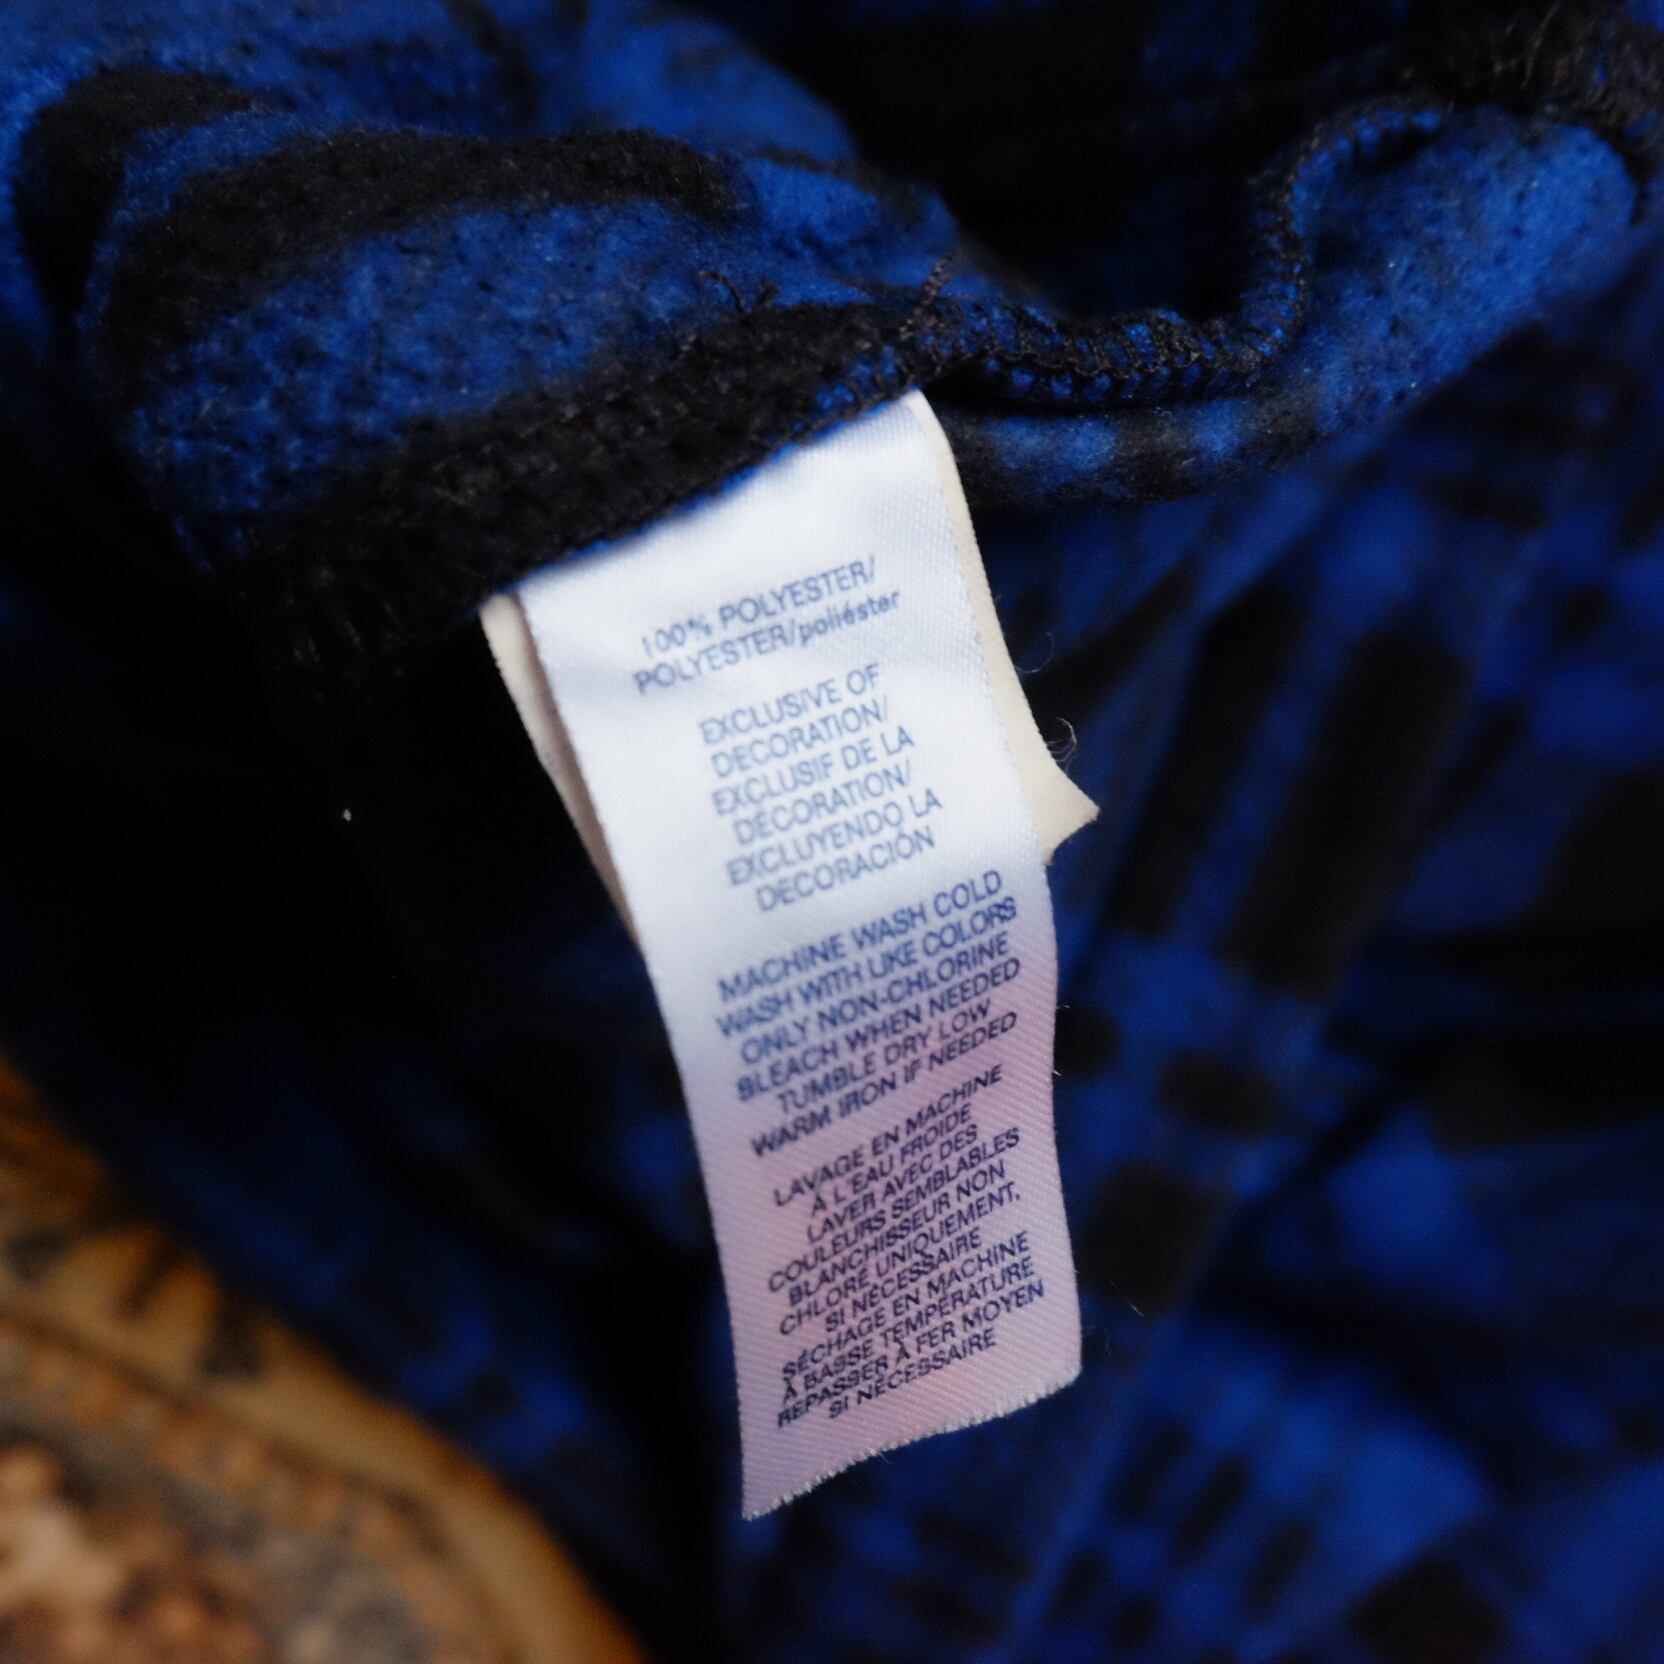 100% POLYESTER/
POLYESTER/poliéster
EXCLUSIVE OF
DECORATION/
EXCLUSIF DE LA
DÉCORATION/
EXCLUYENDO LA
DECORACIÓN
MACHINE WASH COLD
WASH WITH LIKE COLORS
ONLY NON-CHLORINE
BLEACH WHEN NEEDED
TUMBLE DRY LOW
WARM IRON IF NEEDED
LAVAGE EN MACHINE
À L'EAU FROIDE
LAVER AVEC DES
COULEURS SEMBLABLES
BLANCHISSEUR NON
CHLORÉ UNIQUEMENT,
SI NÉCESSAIRE
SÉCHAGE EN MACHINE
À BASSE TEMPÉRATURE
REPASSER À FER MOYEN
SI NÉCESSAIRE